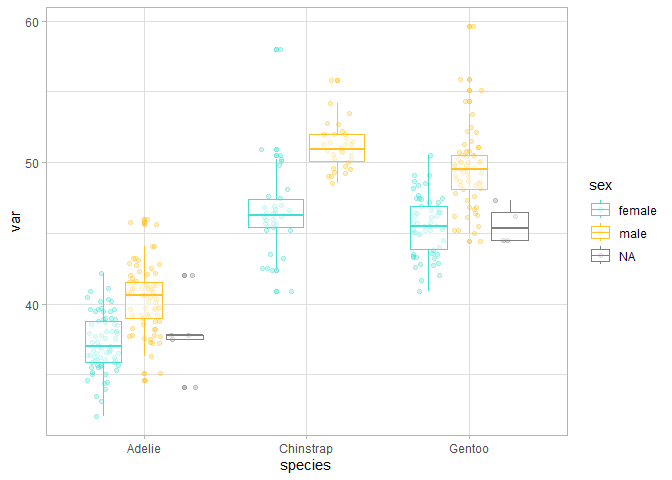 60
50
40
var
Adelie
Chinstrap
Gentoo
species
sex
female
male
NA